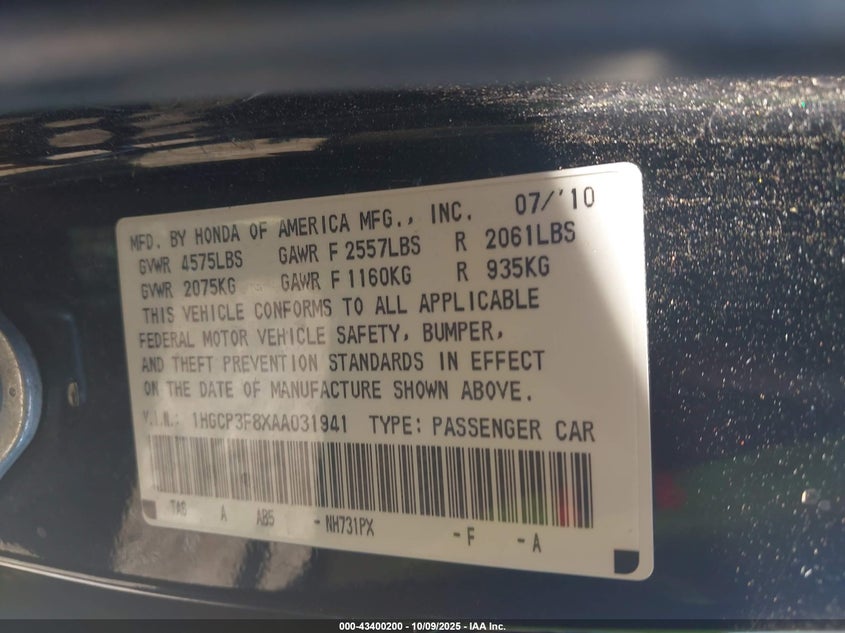 MFD. BY HONDA OF AMERICA MFG., INC. 07/'10
GVWR 4575LBS GAWR F 2557LBS R 2061LBS
GVWR 2075KG GAWR F 1160KG R 935KG
THIS VEHICLE CONFORMS TO ALL APPLICABLE
FEDERAL MOTOR VEHICLE SAFETY, BUMPER,
AND THEFT PREVENTION STANDARDS IN EFFECT
ON THE DATE OF MANUFACTURE SHOWN ABOVE.
V.I.N.: 1HGCP3F8XAA031941 TYPE: PASSENGER CAR
TA6 A AB5 -NH731PX -F -A
000-43400200 - 10/09/2025 - IAA Inc.